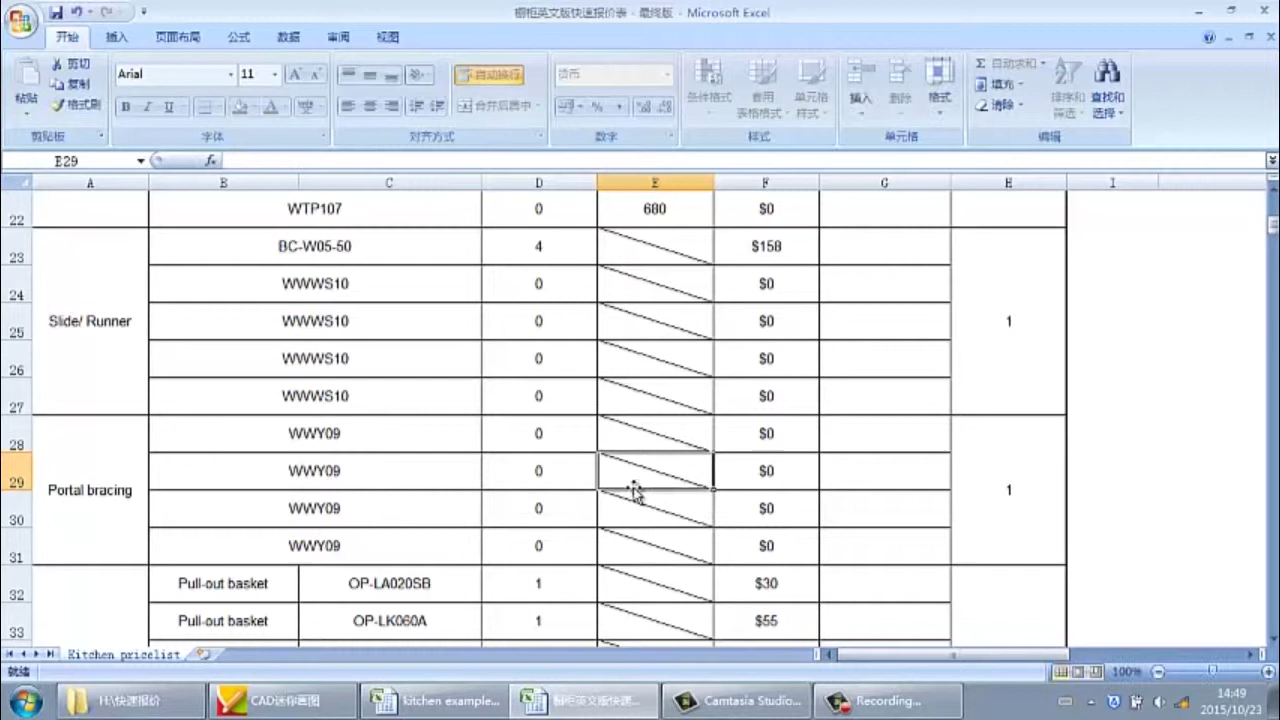 橱柜英文版快速报价表 - 最终版 - Microsoft Excel
开始 插入 页面布局 公式 数据 审阅 视图
剪切
复制
格式刷
粘贴
剪贴板
Arial 11
B I U
字体
自动换行
合并后居中
对齐方式
货币
数字
条件格式 套用表格格式 单元格样式
样式
插入 删除 格式
单元格
Σ 自动求和
填充
清除
排序和筛选 查找和选择
编辑
E29 fx
A B C D E F G H I
22 WTP107 0 680 $0
23 BC-W05-50 4 $158
24 WWWS10 0 $0
25 Slide/ Runner WWWS10 0 $0 1
26 WWWS10 0 $0
27 WWWS10 0 $0
28 WWY09 0 $0
29 WWY09 0 $0
Portal bracing 1
30 WWY09 0 $0
31 WWY09 0 $0
32 Pull-out basket OP-LA020SB 1 $30
33 Pull-out basket OP-LK060A 1 $55
Kitchen pricelist
就绪 100%
H:\快速报价 CAD迷你画图 kitchen example... 橱柜英文版快速... Camtasia Studio... Recording...
14:49
2015/10/23